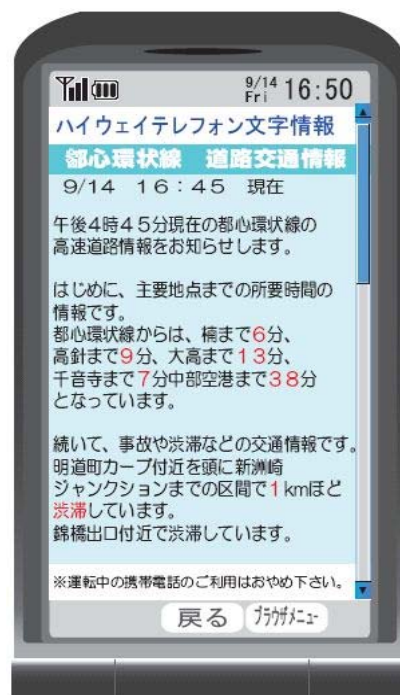 9/14
Fri 16:50
ハイウェイテレフォン文字情報
都心環状線 道路交通情報
9/14 16:45 現在
午後4時45分現在の都心環状線の
高速道路情報をお知らせします。
はじめに、主要地点までの所要時間の
情報です。
都心環状線からは、楠まで6分、
高針まで9分、大高まで13分、
千音寺まで7分中部空港まで38分
となっています。
続いて、事故や渋滞などの交通情報です。
明道町カーブ付近を頭に新洲崎
ジャンクションまでの区間で1kmほど
渋滞しています。
錦橋出口付近で渋滞しています。
※運転中の携帯電話のご利用はおやめ下さい。
戻る ブラウザメニュー